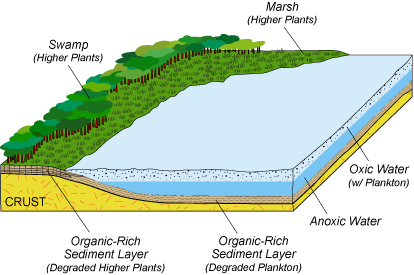 Marsh
(Higher Plants)
Swamp
(Higher Plants)
Oxic Water
(w/ Plankton)
Anoxic Water
CRUST
Organic-Rich
Sediment Layer
(Degraded Higher Plants)
Organic-Rich
Sediment Layer
(Degraded Plankton)